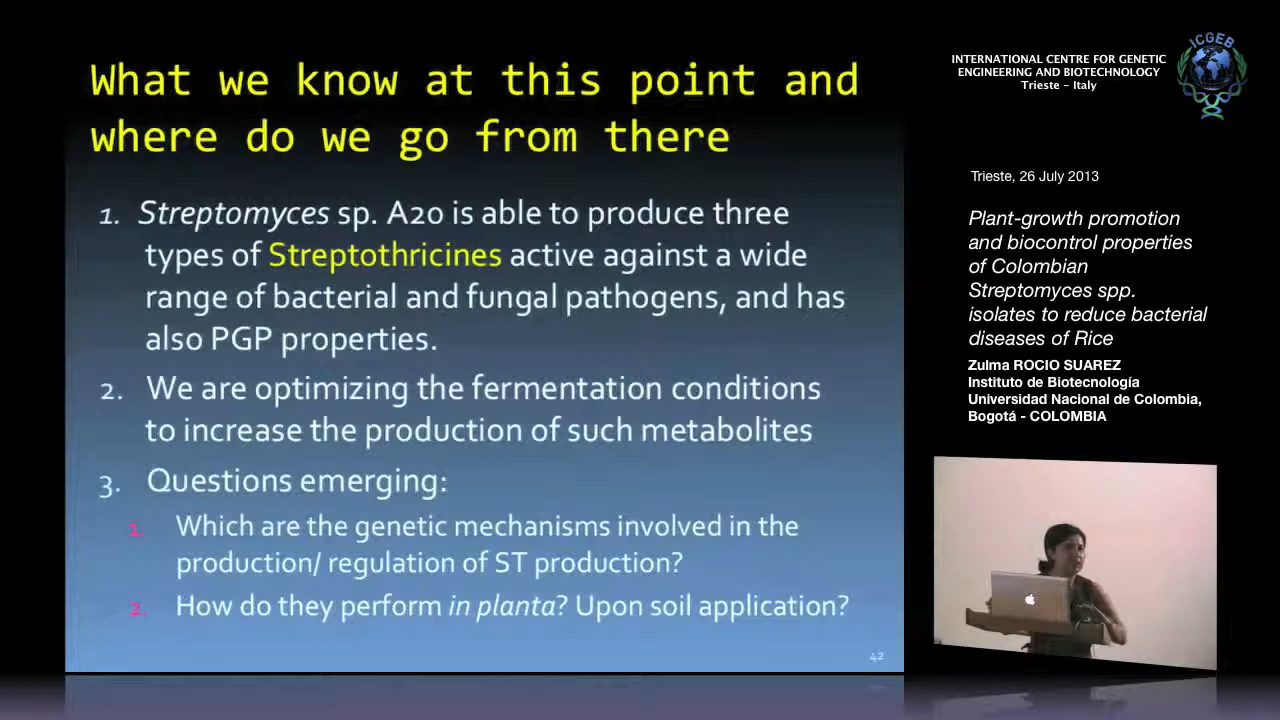 What we know at this point and
where do we go from there
1. Streptomyces sp. A20 is able to produce three
types of Streptothricines active against a wide
range of bacterial and fungal pathogens, and has
also PGP properties.
2. We are optimizing the fermentation conditions
to increase the production of such metabolites
3. Questions emerging:
1. Which are the genetic mechanisms involved in the
production/ regulation of ST production?
2. How do they perform in planta? Upon soil application?
42
INTERNATIONAL CENTRE FOR GENETIC
ENGINEERING AND BIOTECHNOLOGY
Trieste - Italy
ICGEB
Trieste, 26 July 2013
Plant-growth promotion
and biocontrol properties
of Colombian
Streptomyces spp.
isolates to reduce bacterial
diseases of Rice
Zulma ROCIO SUAREZ
Instituto de Biotecnología
Universidad Nacional de Colombia,
Bogotá - COLOMBIA